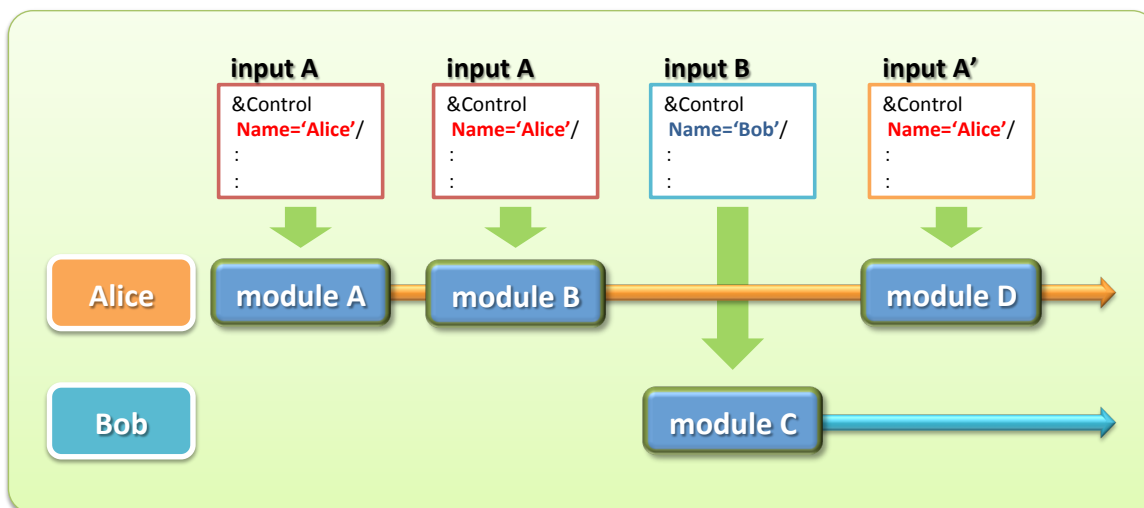 input A
&Control
Name=‘Alice’/
:
:
input A
&Control
Name=‘Alice’/
:
:
input B
&Control
Name=‘Bob’/
:
:
input A’
&Control
Name=‘Alice’/
:
:
Alice
module A
module B
module D
Bob
module C